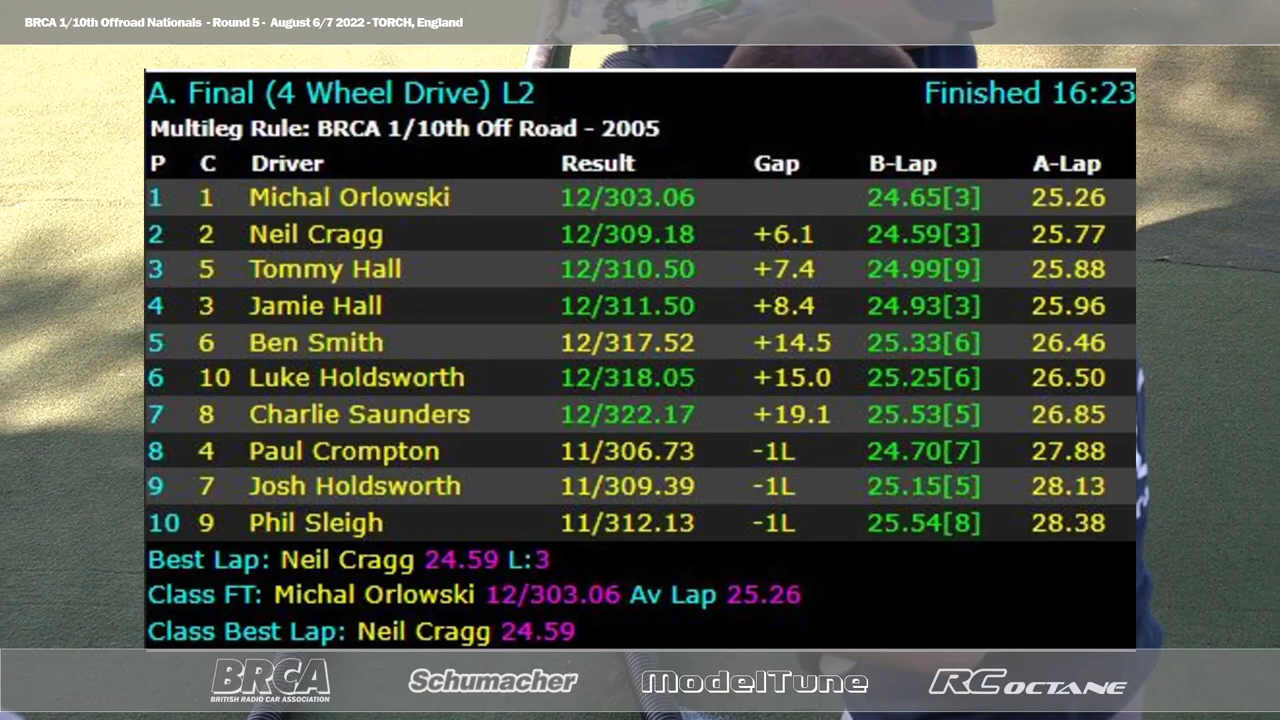 BRCA 1/10th Offroad Nationals - Round 5 - August 6/7 2022 - TORCH, England
A. Final (4 Wheel Drive) L2 Finished 16:23
Multileg Rule: BRCA 1/10th Off Road - 2005
P C Driver Result Gap B-Lap A-Lap
1 1 Michal Orlowski 12/303.06 24.65[3] 25.26
2 2 Neil Cragg 12/309.18 +6.1 24.59[3] 25.77
3 5 Tommy Hall 12/310.50 +7.4 24.99[9] 25.88
4 3 Jamie Hall 12/311.50 +8.4 24.93[3] 25.96
5 6 Ben Smith 12/317.52 +14.5 25.33[6] 26.46
6 10 Luke Holdsworth 12/318.05 +15.0 25.25[6] 26.50
7 8 Charlie Saunders 12/322.17 +19.1 25.53[5] 26.85
8 4 Paul Crompton 11/306.73 -1L 24.70[7] 27.88
9 7 Josh Holdsworth 11/309.39 -1L 25.15[5] 28.13
10 9 Phil Sleigh 11/312.13 -1L 25.54[8] 28.38
Best Lap: Neil Cragg 24.59 L:3
Class FT: Michal Orlowski 12/303.06 Av Lap 25.26
Class Best Lap: Neil Cragg 24.59
BRCA Schumacher ModelTune RC OCTANE
BRITISH RADIO CAR ASSOCIATION